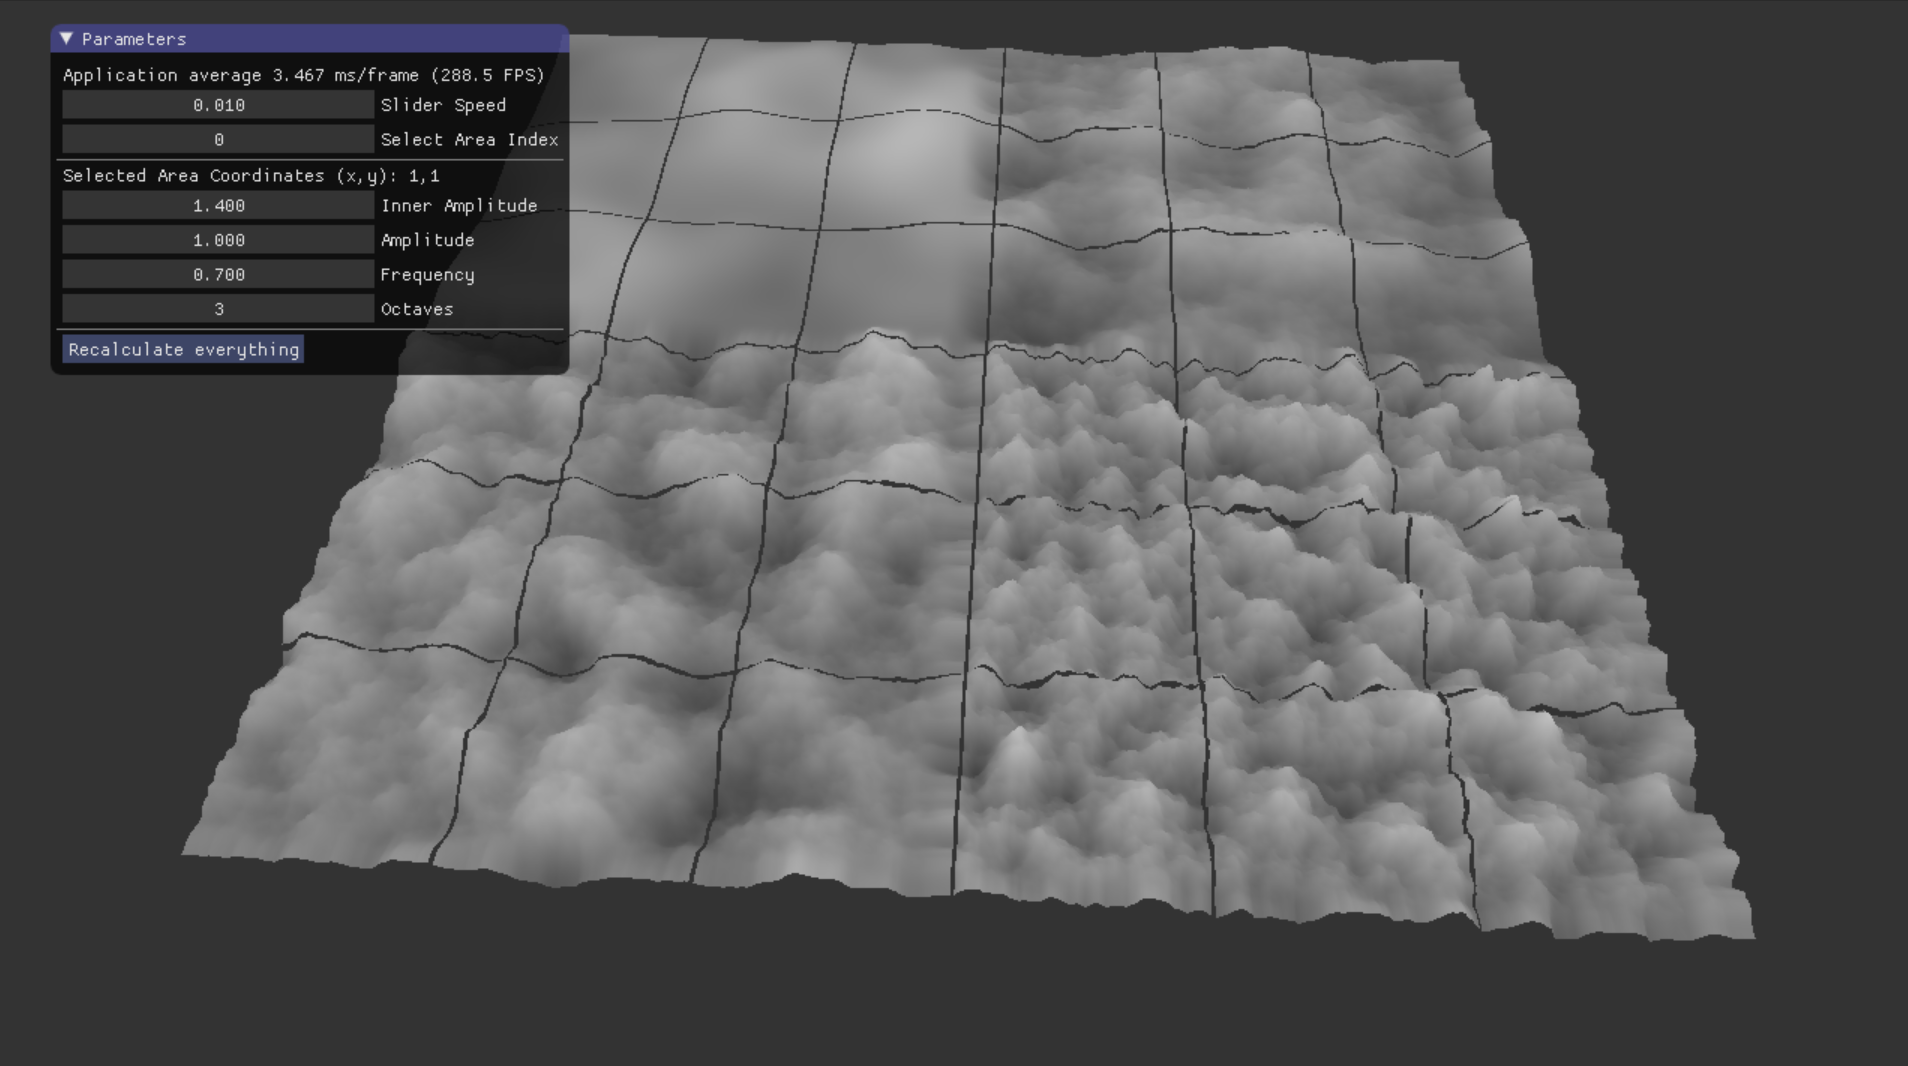 Parameters
Application average 3.467 ms/frame (288.5 FPS)
0.010 Slider Speed
0 Select Area Index
Selected Area Coordinates (x,y): 1,1
1.400 Inner Amplitude
1.000 Amplitude
0.700 Frequency
3 Octaves
Recalculate everything